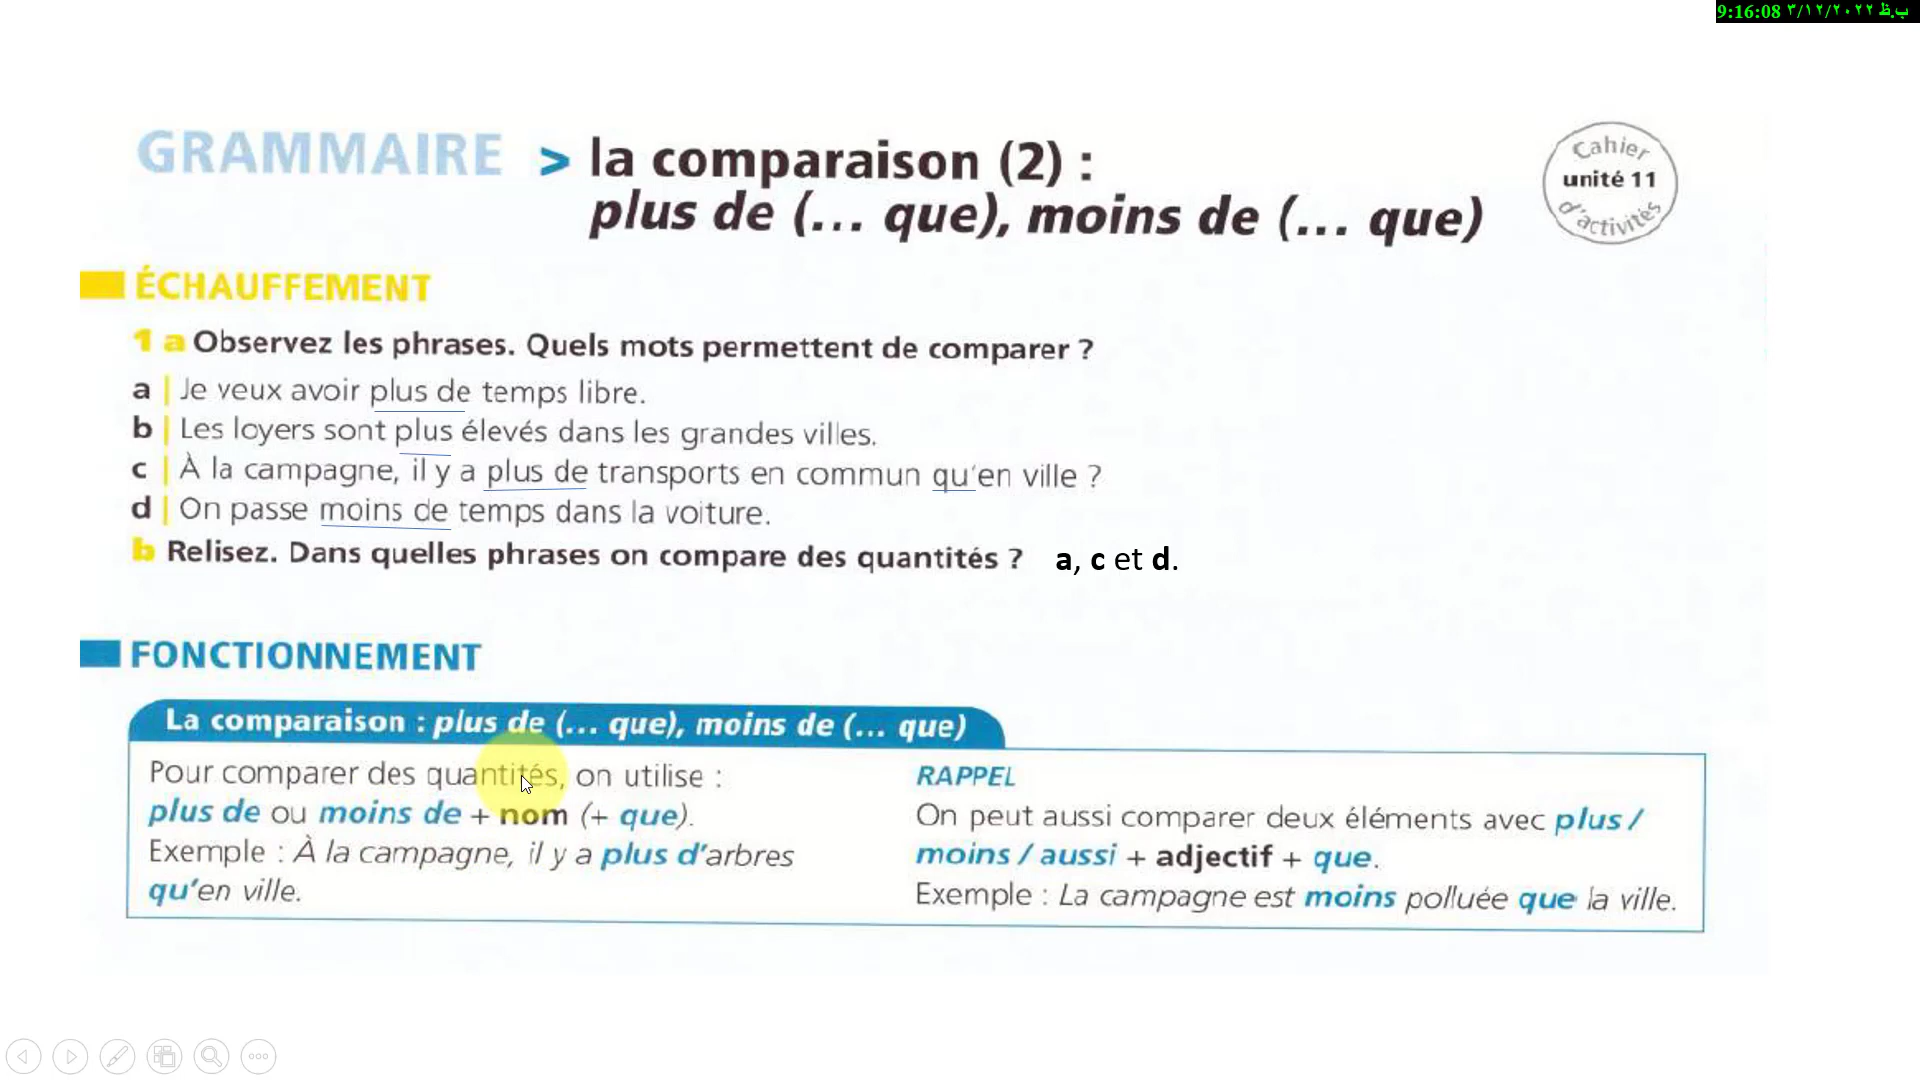 9:16:08 ۳/۱۲/۲۰۲۲ ب.ظ
GRAMMAIRE > la comparaison (2) :
plus de (... que), moins de (... que)
Cahier
unité 11
d'activités
ÉCHAUFFEMENT
1 a Observez les phrases. Quels mots permettent de comparer ?
a | Je veux avoir plus de temps libre.
b | Les loyers sont plus élevés dans les grandes villes.
c | À la campagne, il y a plus de transports en commun qu'en ville ?
d | On passe moins de temps dans la voiture.
b Relisez. Dans quelles phrases on compare des quantités ? a, c et d.
FONCTIONNEMENT
La comparaison : plus de (... que), moins de (... que)
Pour comparer des quantités, on utilise :
plus de ou moins de + nom (+ que).
Exemple : À la campagne, il y a plus d'arbres
qu'en ville.
RAPPEL
On peut aussi comparer deux éléments avec plus /
moins / aussi + adjectif + que.
Exemple : La campagne est moins polluée que la ville.